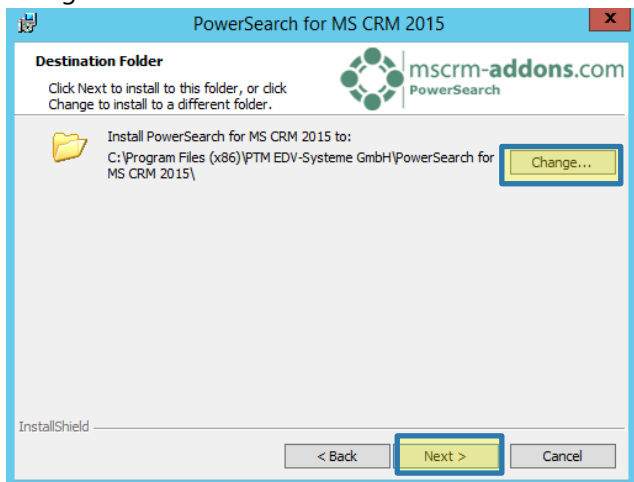 PowerSearch for MS CRM 2015
x
Destination Folder
Click Next to install to this folder, or click
Change to install to a different folder.
mscrm-addons.com
PowerSearch
Install PowerSearch for MS CRM 2015 to:
C:\Program Files (x86)\PTM EDV-Systeme GmbH\PowerSearch for
MS CRM 2015\
Change...
InstallShield
< Back
Next >
Cancel